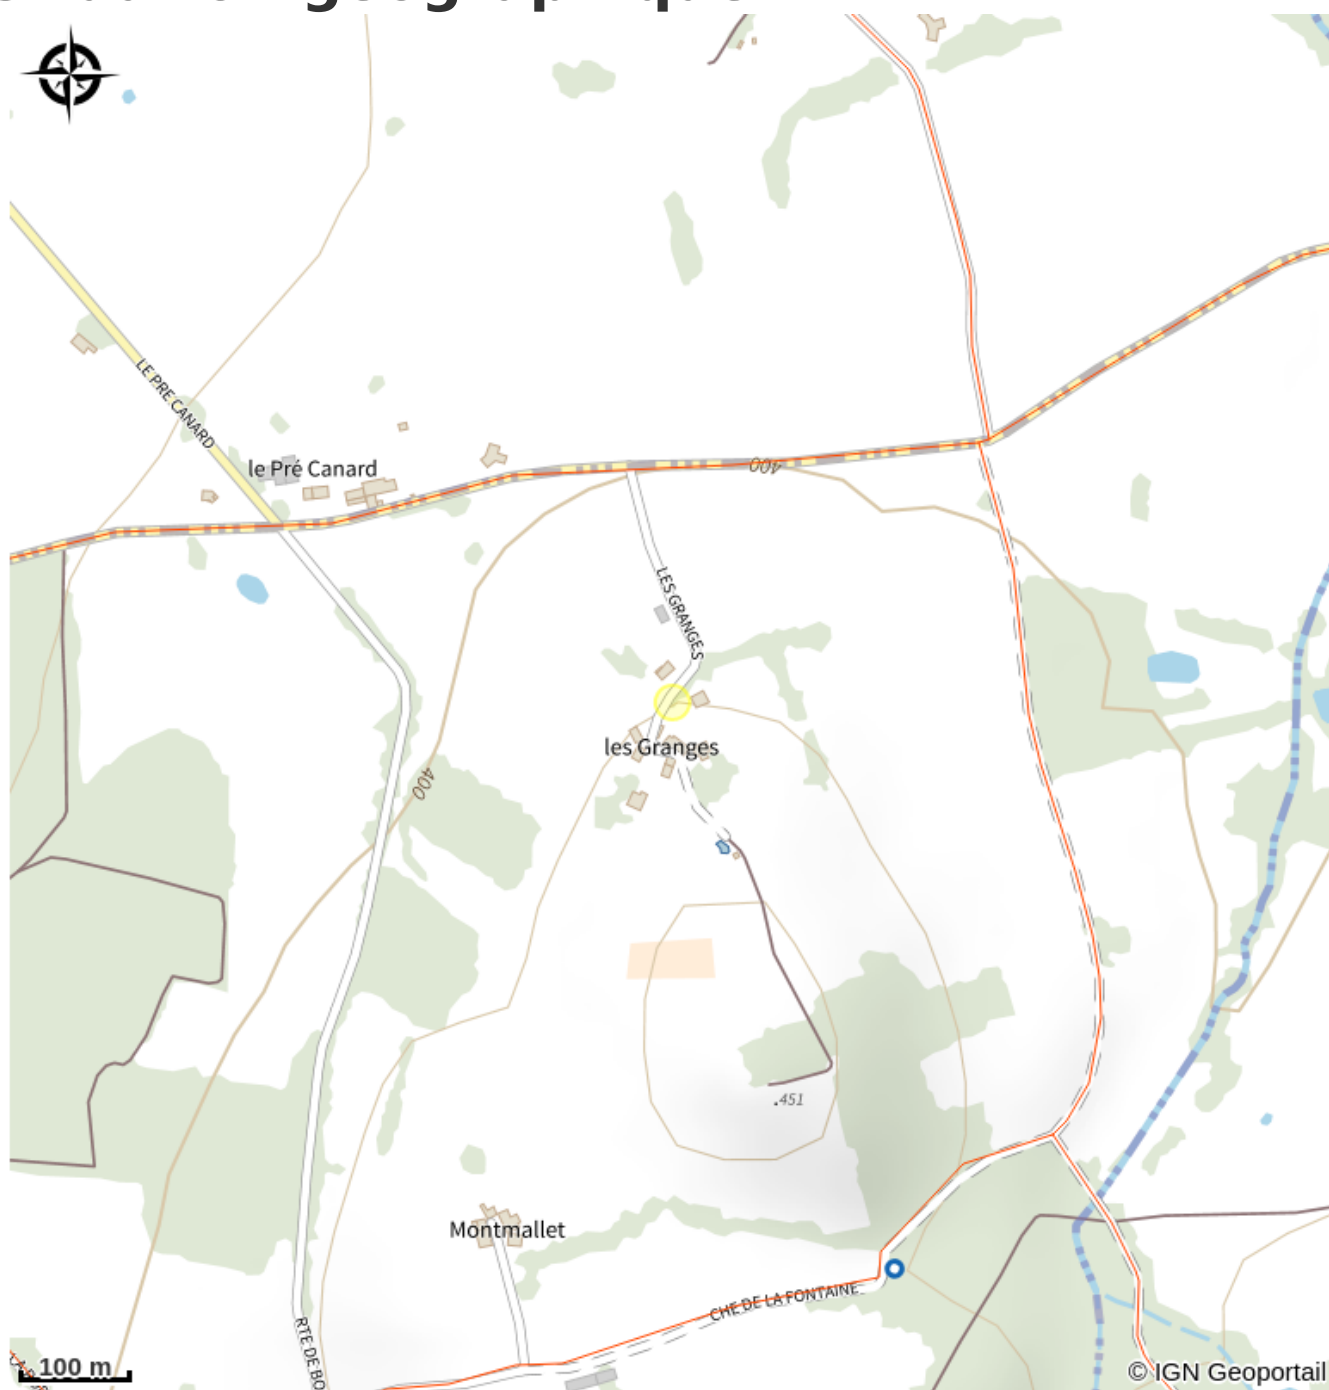 LE PRE CANARD
le Pré Canard
400
LES GRANGES
les Granges
400
.451
Montmallet
CHE DE LA FONTAINE
RTE DE BO
100 m
© IGN Geoportail